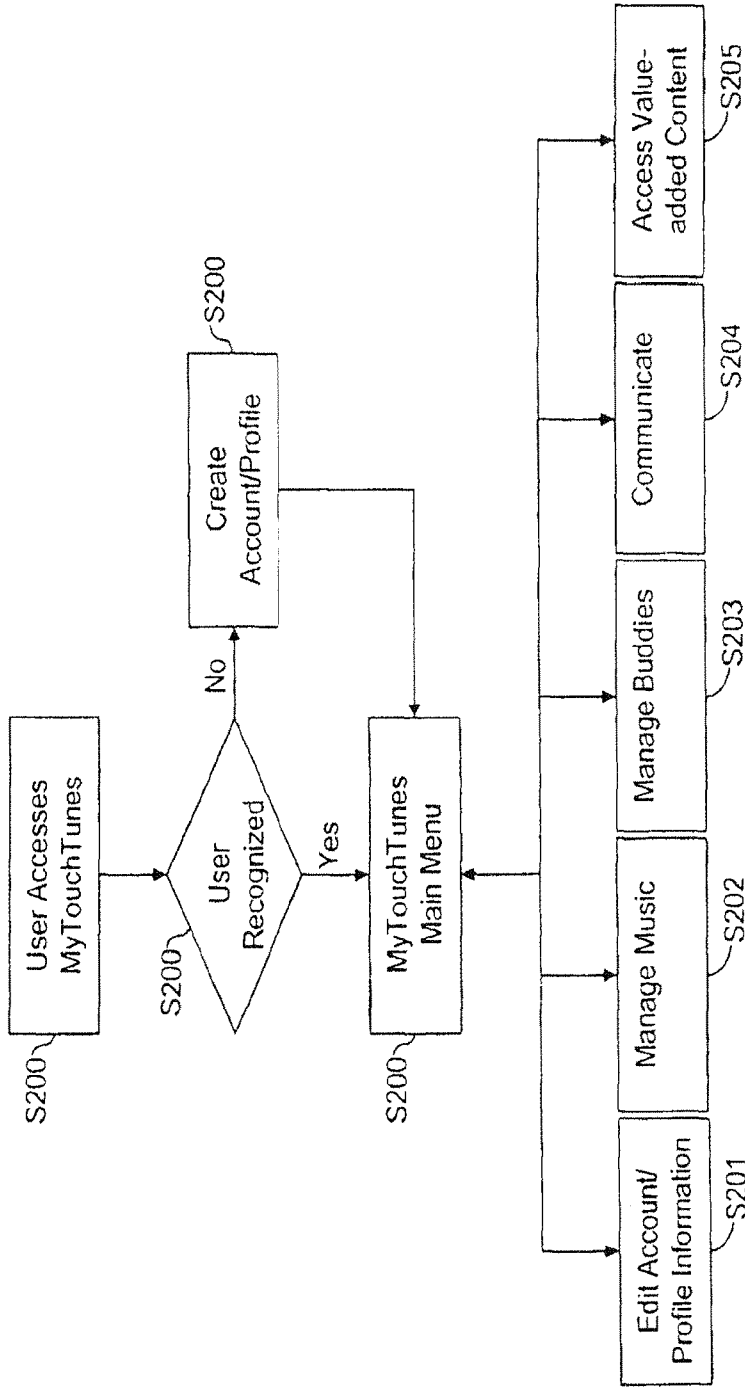 User Accesses
MyTouchTunes
S200
S200
User
Recognized
No
Yes
Create
Account/Profile
S200
MyTouchTunes
Main Menu
S200
Edit Account/
Profile Information
S201
Manage Music
S202
Manage Buddies
S203
Communicate
S204
Access Value-
added Content
S205